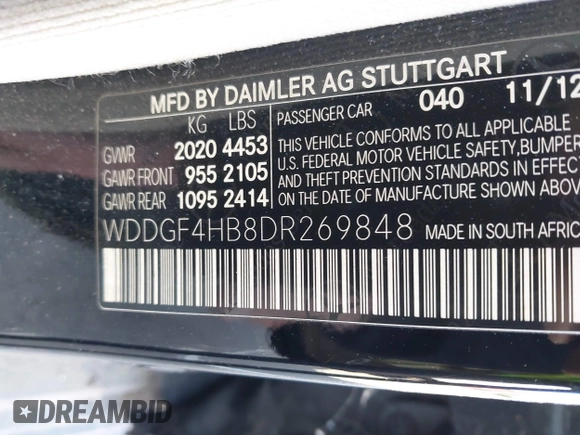 MFD BY DAIMLER AG STUTTGART
KG LBS
GVWR 2020 4453
GAWR FRONT 955 2105
GAWR REAR 1095 2414
PASSENGER CAR 040 11/12
THIS VEHICLE CONFORMS TO ALL APPLICABLE
U.S. FEDERAL MOTOR VEHICLE SAFETY, BUMPER
THEFT PREVENTION STANDARDS IN EFFECT
ON THE DATE OF MANUFACTURE SHOWN
WDDGF4HB8DR269848 MADE IN SOUTH AFRIC
DREAMBID